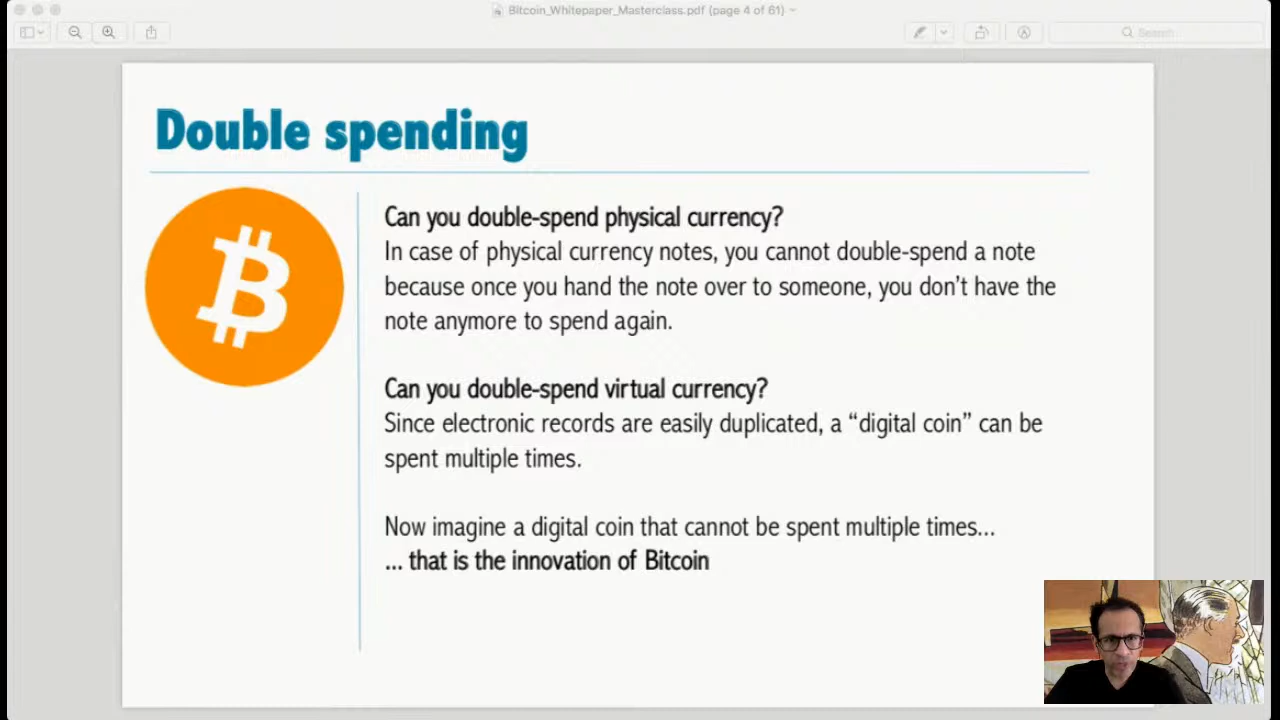 Bitcoin_Whitepaper_Masterclass.pdf (page 4 of 61)
Search
Double spending
Can you double-spend physical currency?
In case of physical currency notes, you cannot double-spend a note
because once you hand the note over to someone, you don’t have the
note anymore to spend again.
Can you double-spend virtual currency?
Since electronic records are easily duplicated, a “digital coin” can be
spent multiple times.
Now imagine a digital coin that cannot be spent multiple times...
... that is the innovation of Bitcoin